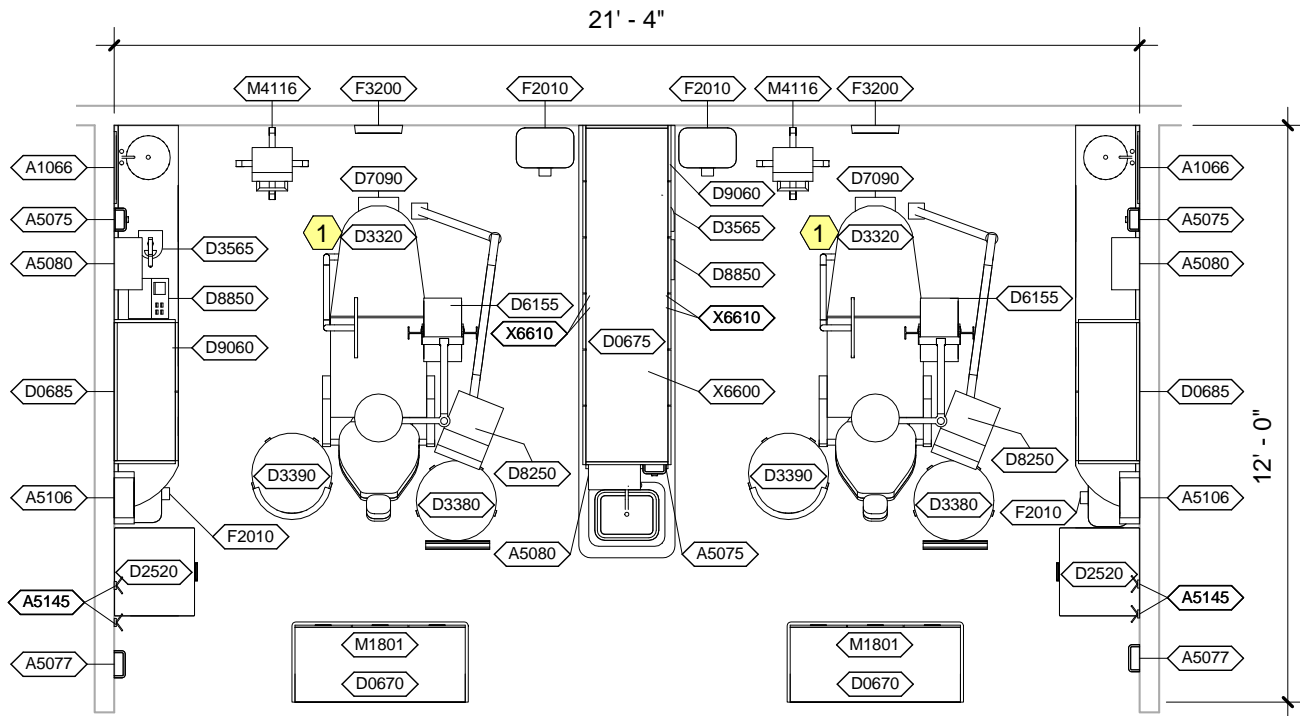 21' - 4"
M4116
F3200
F2010
F2010
M4116
F3200
A1066
D7090
D9060
D7090
A1066
A5075
1
D3320
D3565
D3565
1
D3320
A5075
A5080
D8850
D8850
A5080
D6155
D6155
X6610
X6610
D9060
D0675
D0685
X6600
D0685
12' - 0"
D3390
D8250
D3390
D8250
A5106
D3380
D3380
A5106
F2010
F2010
A5080
A5075
D2520
D2520
A5145
A5145
M1801
M1801
A5077
A5077
D0670
D0670